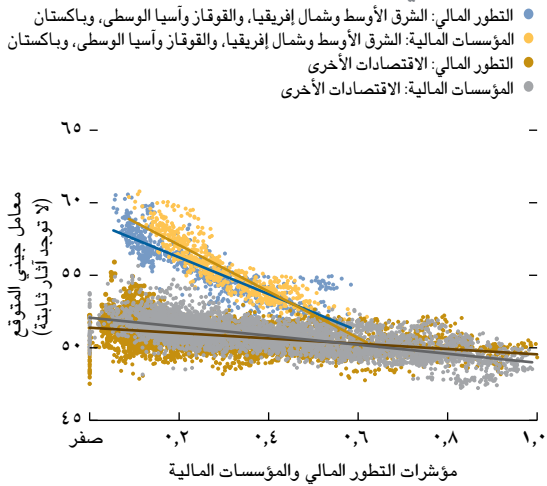 التطور المالي: الشرق الأوسط وشمال إفريقيا، والقوقاز وآسيا الوسطى، وباكستان
المؤسسات المالية: الشرق الأوسط وشمال إفريقيا، والقوقاز وآسيا الوسطى، وباكستان
التطور المالي: الاقتصادات الأخرى
المؤسسات المالية: الاقتصادات الأخرى
معامل جيني المتوقع
(لا توجد آثار ثابتة)
٦٥
٦٠
٥٥
٥٠
٤٥
صفر
٠,٢
٠,٤
٠,٦
٠,٨
١,٠
مؤشرات التطور المالي والمؤسسات المالية